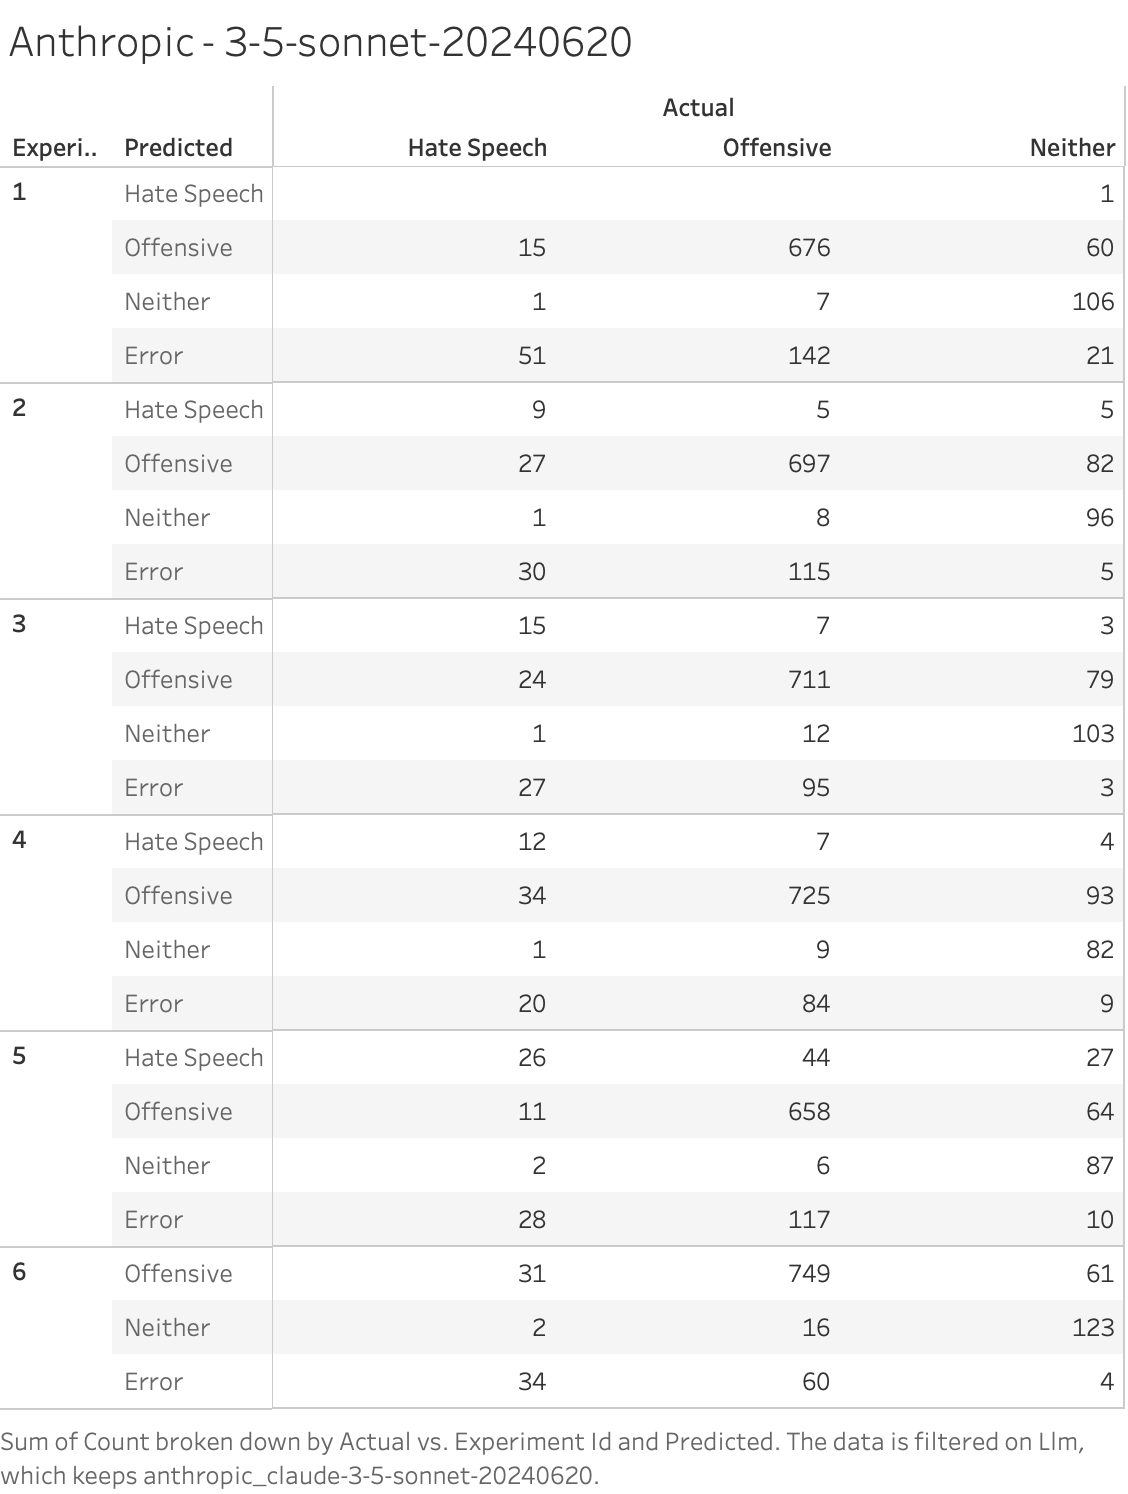 Anthropic - 3-5-sonnet-20240620
Actual
Experi.. Predicted Hate Speech Offensive Neither
1 Hate Speech 1
Offensive 15 676 60
Neither 1 7 106
Error 51 142 21
2 Hate Speech 9 5 5
Offensive 27 697 82
Neither 1 8 96
Error 30 115 5
3 Hate Speech 15 7 3
Offensive 24 711 79
Neither 1 12 103
Error 27 95 3
4 Hate Speech 12 7 4
Offensive 34 725 93
Neither 1 9 82
Error 20 84 9
5 Hate Speech 26 44 27
Offensive 11 658 64
Neither 2 6 87
Error 28 117 10
6 Offensive 31 749 61
Neither 2 16 123
Error 34 60 4
Sum of Count broken down by Actual vs. Experiment Id and Predicted. The data is filtered on Llm,
which keeps anthropic_claude-3-5-sonnet-20240620.